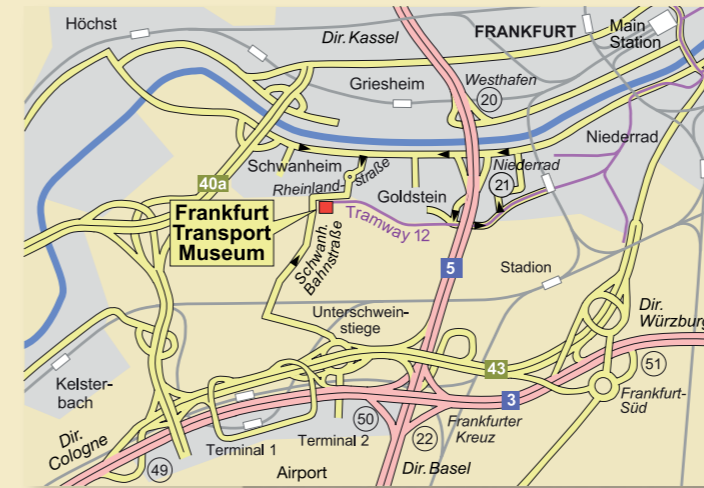 Höchst
Dir. Kassel
FRANKFURT
Main
Station
Griesheim
Westhafen
20
Niederrad
Schwanheim
Niederrad
21
40a
Rheinland-
straße
Goldstein
Frankfurt
Transport
Museum
Tramway 12
Schwanh.
Bahnstraße
5
Stadion
Unterschwein-
stiege
Dir.
Würzburg
43
51
Kelster-
bach
3
Frankfurt-
Süd
50
Frankfurter
Kreuz
Dir.
Cologne
22
49
Terminal 1
Terminal 2
Airport
Dir. Basel